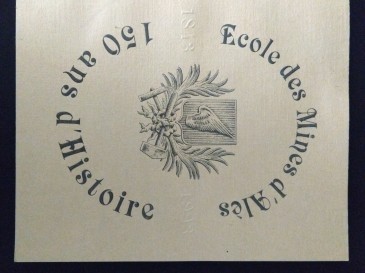 Ecole des Mines d'Alès
150 ans d'Histoire